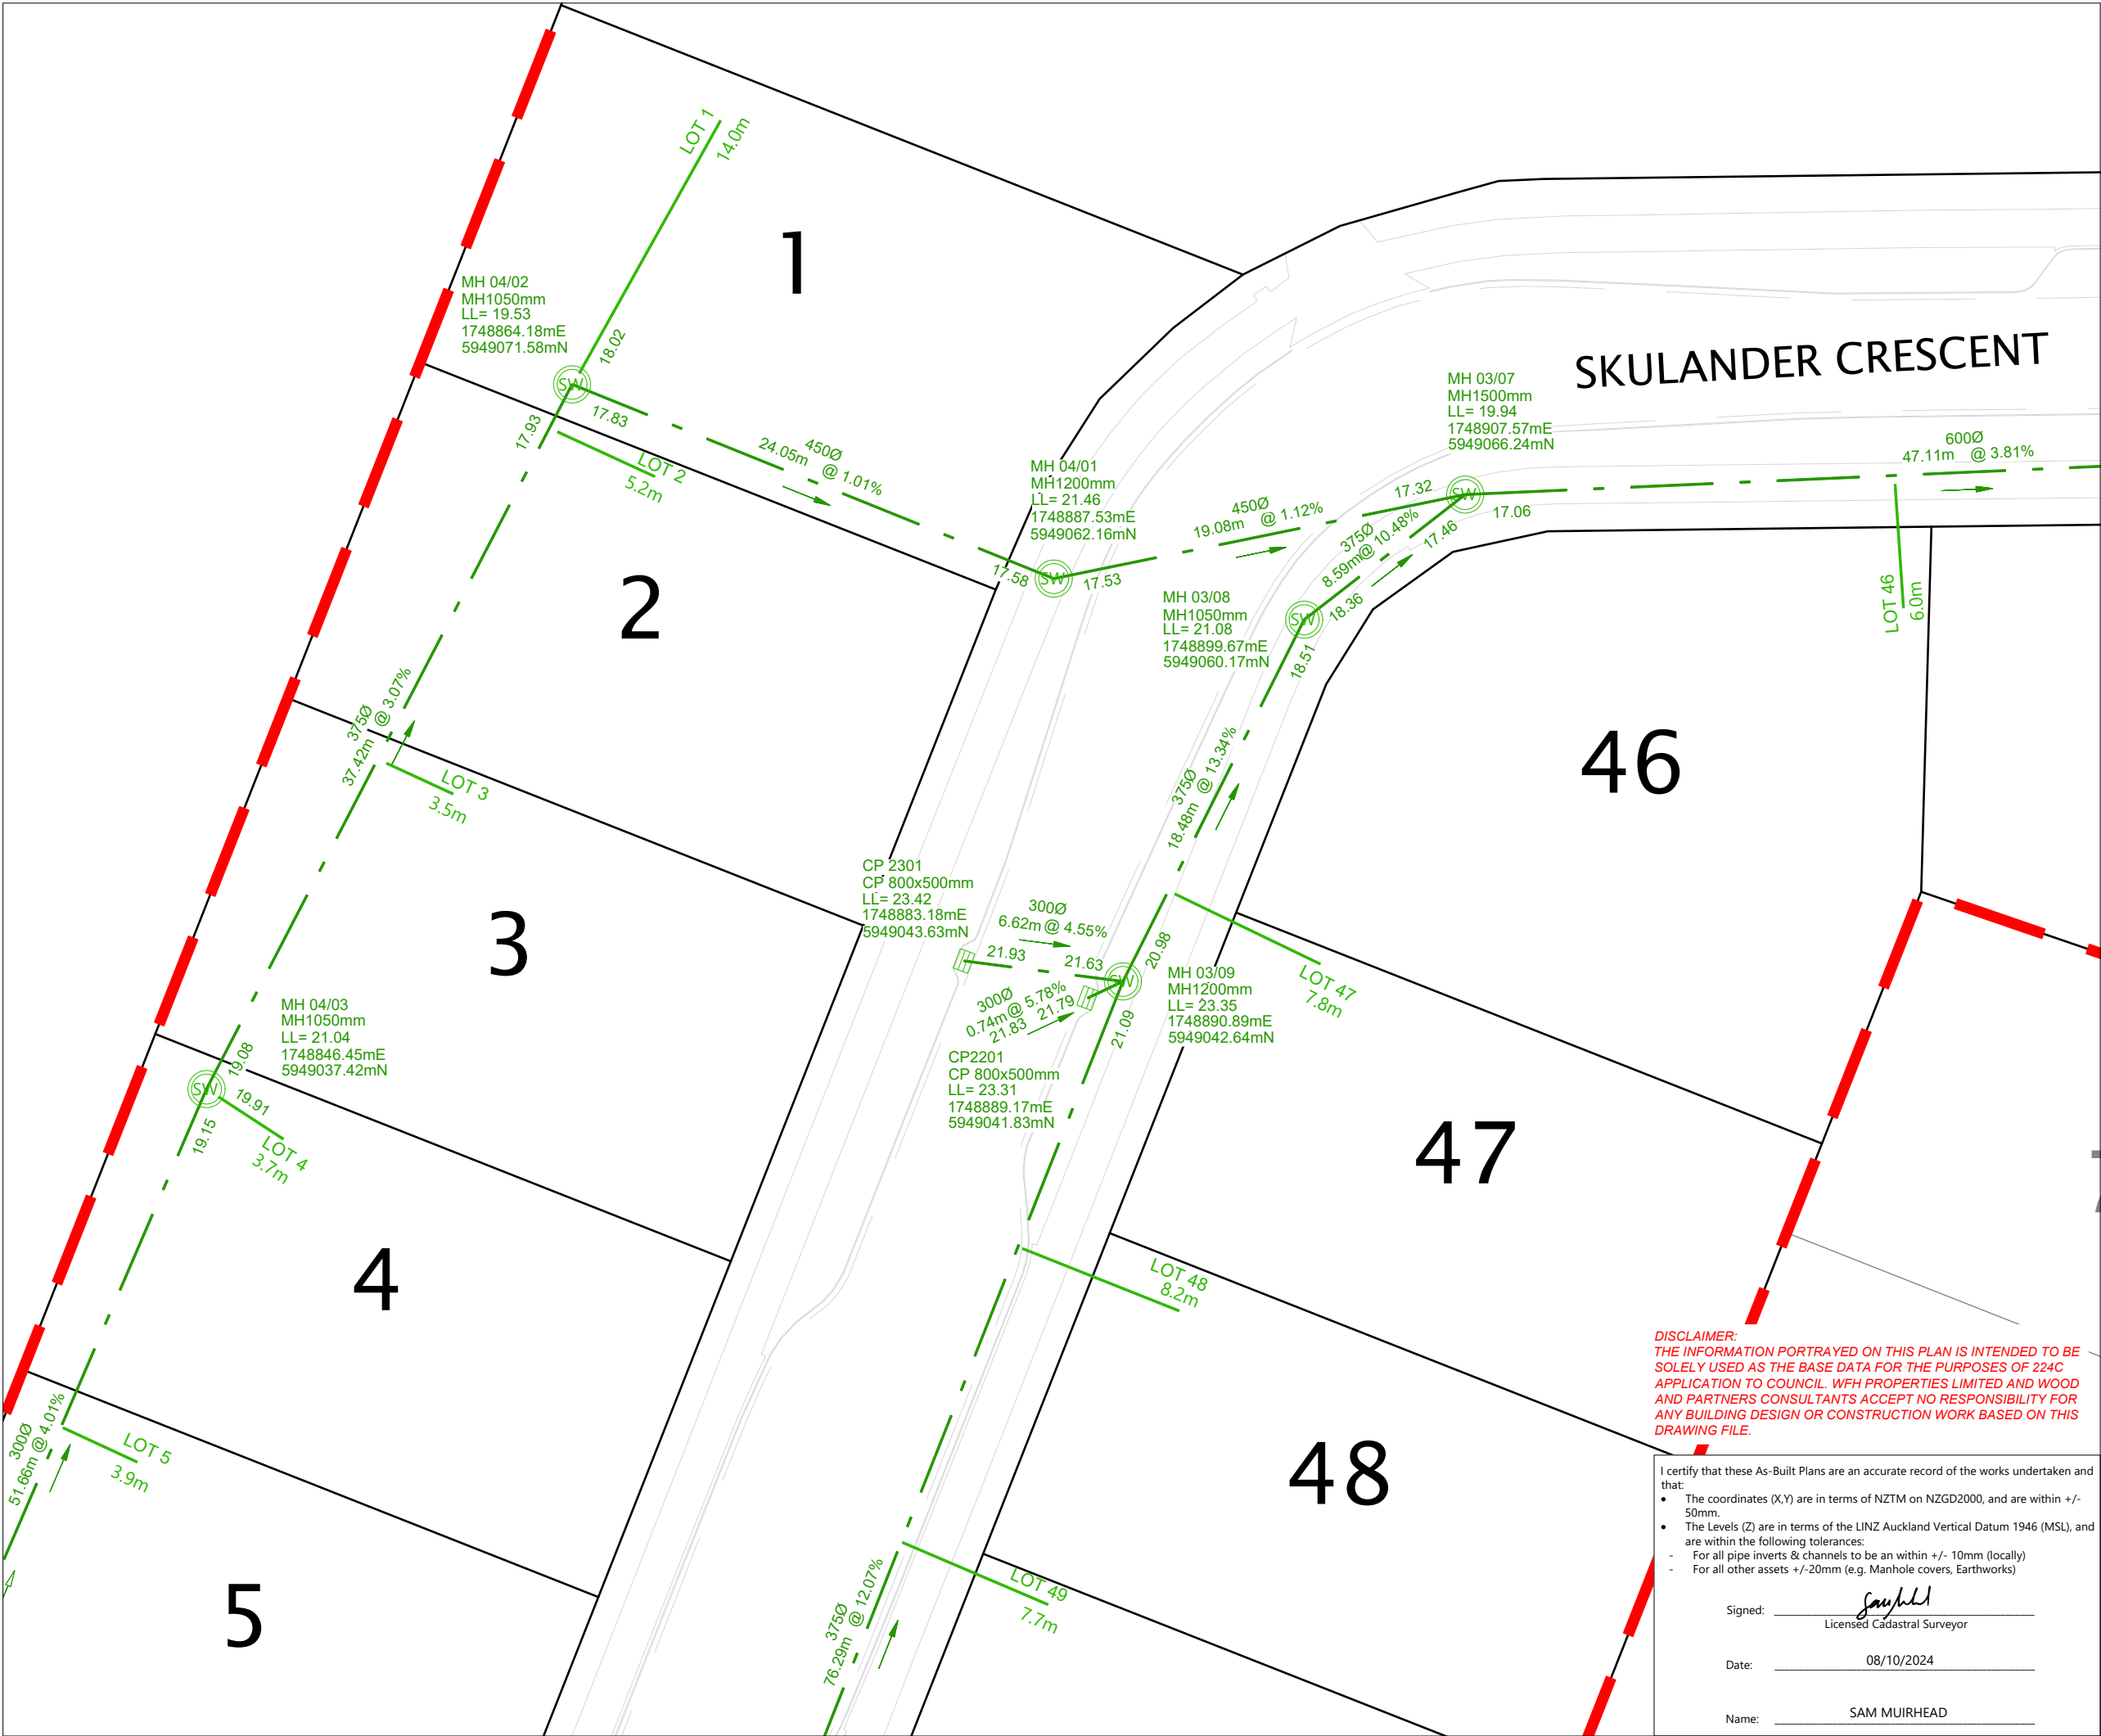 LOT 1
14.0m
1
MH 04/02
MH1050mm
LL= 19.53
1748864.18mE
5949071.58mN
18.02
SW
17.83
17.93
450Ø
24.05m @ 1.01%
LOT 2
5.2m
SKULANDER CRESCENT
MH 03/07
MH1500mm
LL= 19.94
1748907.57mE
5949066.24mN
600Ø
47.11m @ 3.81%
MH 04/01
MH1200mm
LL= 21.46
1748887.53mE
5949062.16mN
17.58
SW
17.53
450Ø
19.08m @ 1.12%
17.32
SW
17.06
375Ø
8.59m@ 10.48%
17.46
MH 03/08
MH1050mm
LL= 21.08
1748899.67mE
5949060.17mN
SW
18.36
18.51
LOT 46
6.0m
2
46
375Ø
37.42m @ 3.07%
LOT 3
3.5m
375Ø
18.48m @ 13.34%
3
CP 2301
CP 800x500mm
LL= 23.42
1748883.18mE
5949043.63mN
300Ø
6.62m @ 4.55%
21.93
21.63
20.98
SW
MH 03/09
MH1200mm
LL= 23.35
1748890.89mE
5949042.64mN
LOT 47
7.8m
300Ø
0.74m @ 5.78%
21.83 21.79
21.09
CP2201
CP 800x500mm
LL= 23.31
1748889.17mE
5949041.83mN
MH 04/03
MH1050mm
LL= 21.04
1748846.45mE
5949037.42mN
19.08
SW
19.91
19.15
LOT 4
3.7m
47
4
LOT 48
8.2m
300Ø
51.66m @ 4.01%
LOT 5
3.9m
48
5
375Ø
76.29m @ 12.07%
LOT 49
7.7m
DISCLAIMER:
THE INFORMATION PORTRAYED ON THIS PLAN IS INTENDED TO BE
SOLELY USED AS THE BASE DATA FOR THE PURPOSES OF 224C
APPLICATION TO COUNCIL. WFH PROPERTIES LIMITED AND WOOD
AND PARTNERS CONSULTANTS ACCEPT NO RESPONSIBILITY FOR
ANY BUILDING DESIGN OR CONSTRUCTION WORK BASED ON THIS
DRAWING FILE.
I certify that these As-Built Plans are an accurate record of the works undertaken and
that:
• The coordinates (X,Y) are in terms of NZTM on NZGD2000, and are within +/-
50mm.
• The Levels (Z) are in terms of the LINZ Auckland Vertical Datum 1946 (MSL), and
are within the following tolerances:
- For all pipe inverts & channels to be an within +/- 10mm (locally)
- For all other assets +/-20mm (e.g. Manhole covers, Earthworks)
Signed:
Licensed Cadastral Surveyor
Date: 08/10/2024
Name: SAM MUIRHEAD